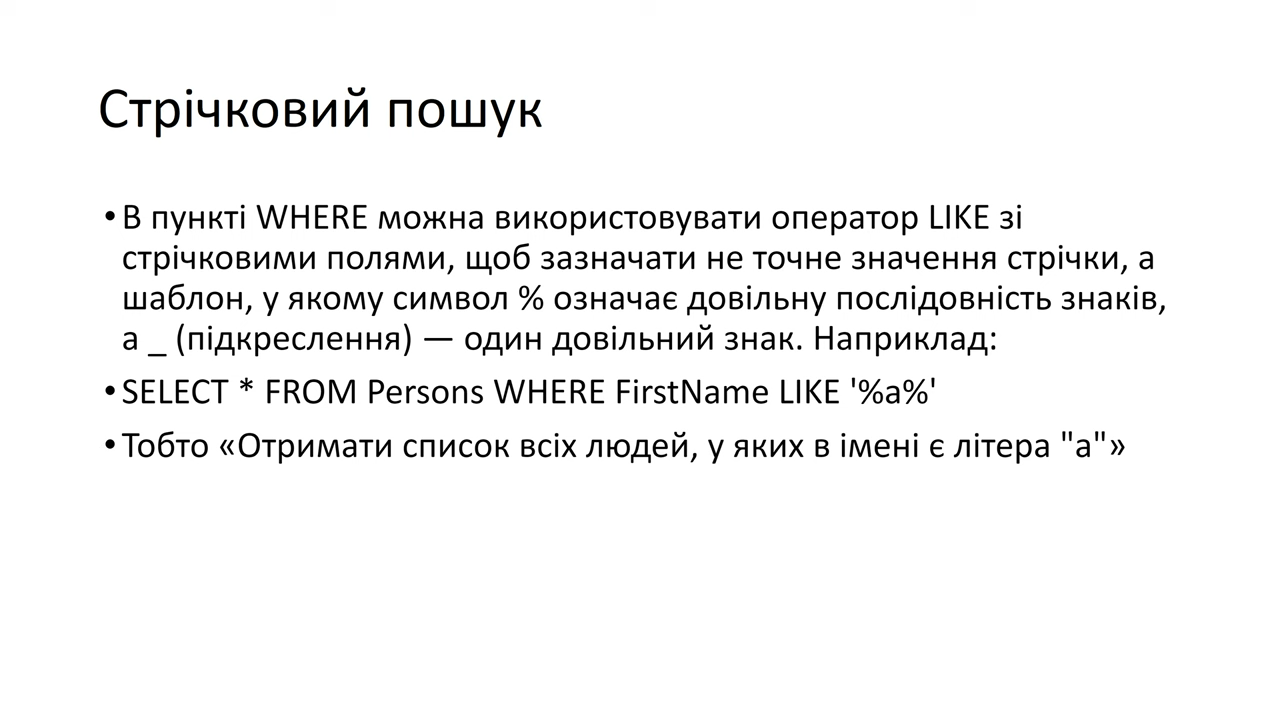 Стрічковий пошук
• В пункті WHERE можна використовувати оператор LIKE зі
стрічковими полями, щоб зазначати не точне значення стрічки, а
шаблон, у якому символ % означає довільну послідовність знаків,
а _ (підкреслення) — один довільний знак. Наприклад:
• SELECT * FROM Persons WHERE FirstName LIKE '%a%'
• Тобто «Отримати список всіх людей, у яких в імені є літера "а"»